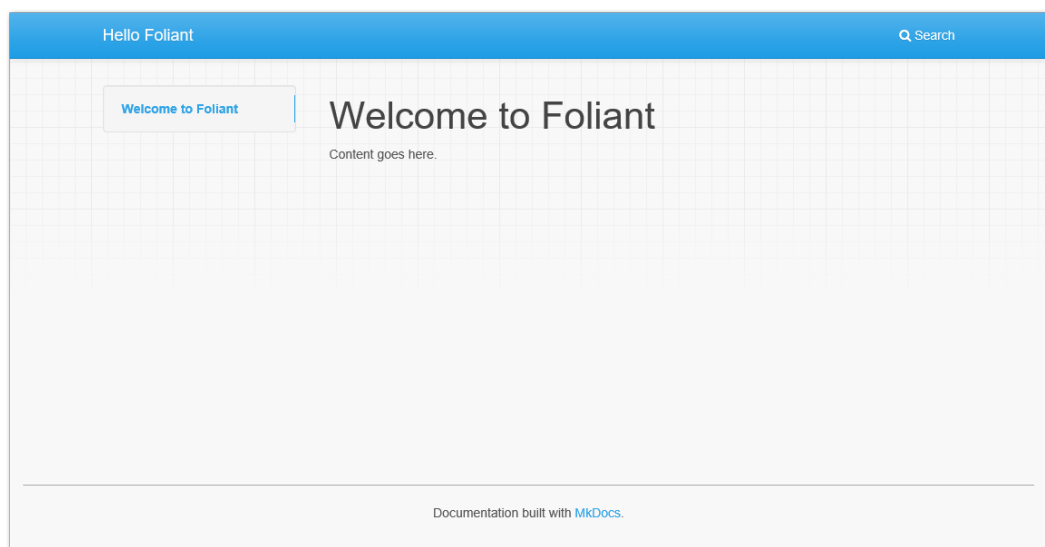 Hello Foliant
Search
Welcome to Foliant
Welcome to Foliant
Content goes here.
Documentation built with MkDocs.